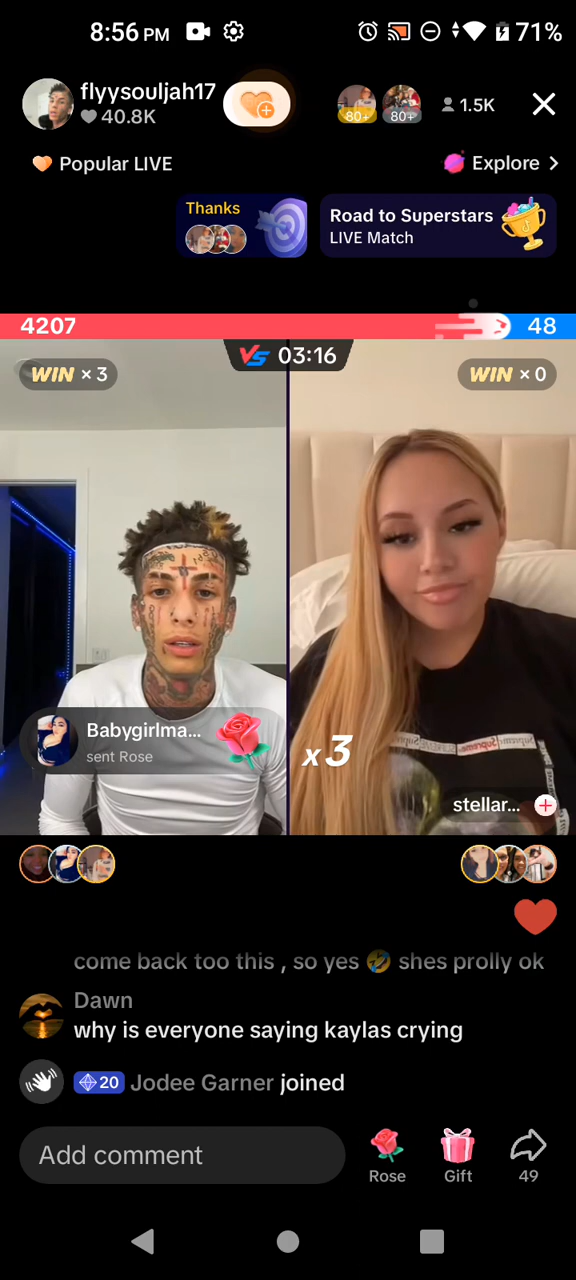 8:56 PM
71%
flyysouljah17
40.8K
80+
80+
1.5K
Popular LIVE
Explore
Thanks
Road to Superstars
LIVE Match
4207
48
VS 03:16
WIN × 3
WIN × 0
Babygirlma...
sent Rose
x3
stellar...
come back too this , so yes 🤣 shes prolly ok
Dawn
why is everyone saying kaylas crying
20 Jodee Garner joined
Add comment
Rose
Gift
49